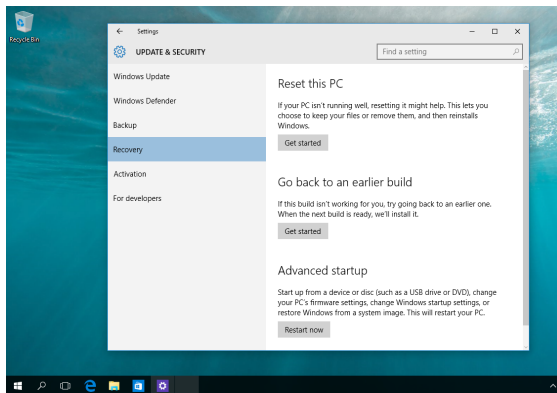 Recycle Bin
Settings
UPDATE & SECURITY
Find a setting
Windows Update
Windows Defender
Backup
Recovery
Activation
For developers
Reset this PC
If your PC isn't running well, resetting it might help. This lets you
choose to keep your files or remove them, and then reinstalls
Windows.
Get started
Go back to an earlier build
If this build isn't working for you, try going back to an earlier one.
When the next build is ready, we'll install it.
Get started
Advanced startup
Start up from a device or disc (such as a USB drive or DVD), change
your PC's firmware settings, change Windows startup settings, or
restore Windows from a system image. This will restart your PC.
Restart now